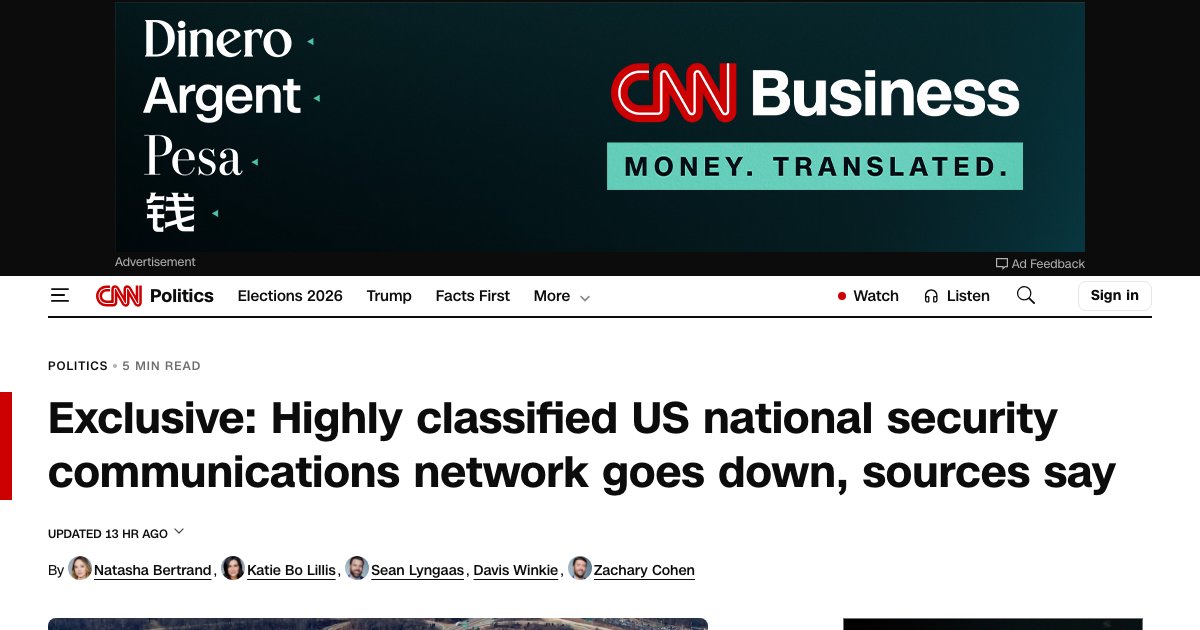 Dinero
Argent
Pesa
钱
CNN Business
MONEY. TRANSLATED.
Advertisement
Ad Feedback
CNN Politics Elections 2026 Trump Facts First More Watch Listen Sign in
POLITICS • 5 MIN READ
Exclusive: Highly classified US national security
communications network goes down, sources say
UPDATED 13 HR AGO
By Natasha Bertrand, Katie Bo Lillis, Sean Lyngaas, Davis Winkie, Zachary Cohen